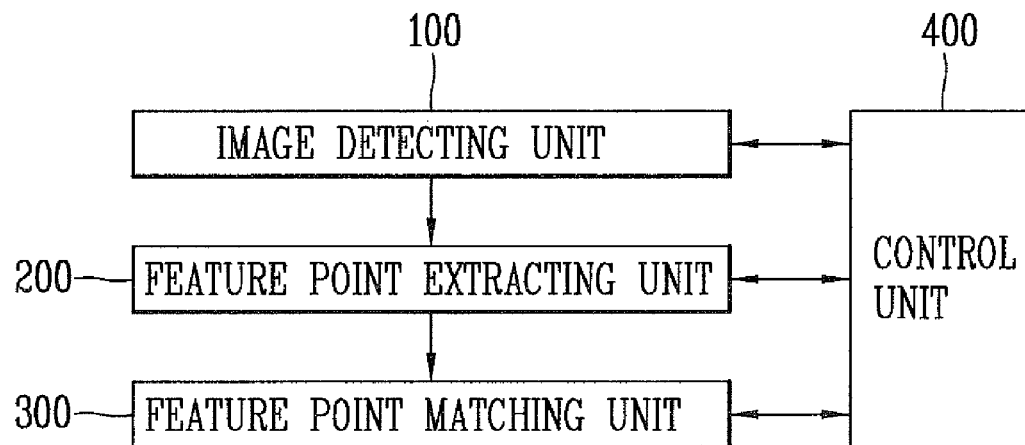 100
400
IMAGE DETECTING UNIT
200
FEATURE POINT EXTRACTING UNIT
CONTROL
UNIT
300
FEATURE POINT MATCHING UNIT